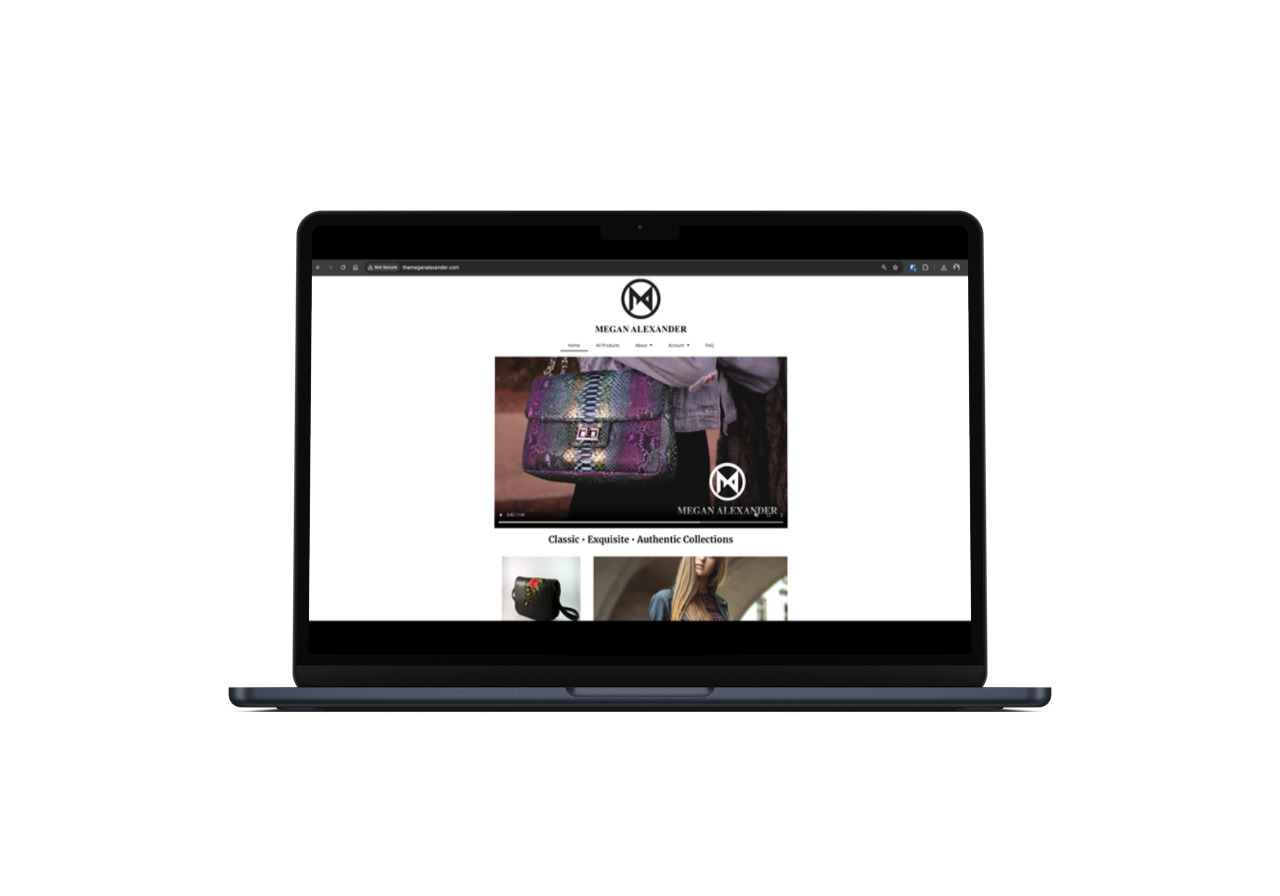 Not Secure themeganalexander.com
MEGAN ALEXANDER
Home All Products About Account FAQ
MEGAN ALEXANDER
0:42 / 1:00
Classic • Exquisite • Authentic Collections